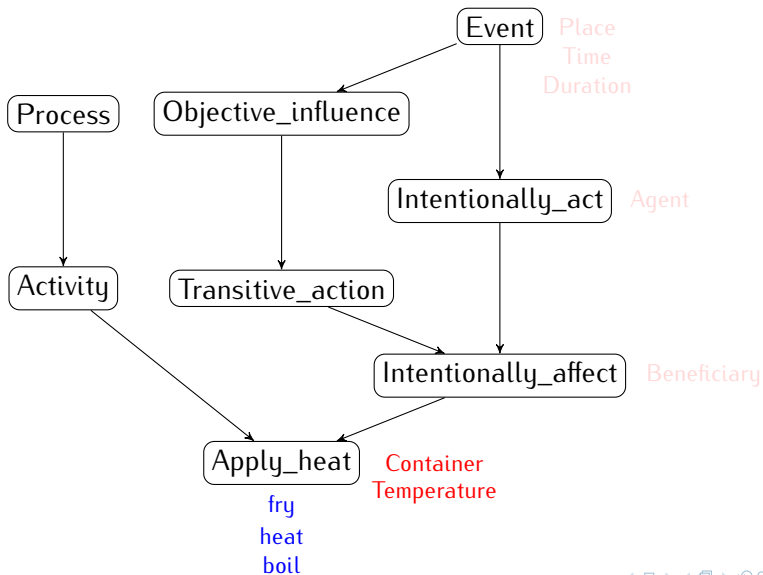 Event
Place
Time
Duration
Process
Objective_influence
Intentionally_act
Agent
Activity
Transitive_action
Intentionally_affect
Beneficiary
Apply_heat
Container
Temperature
fry
heat
boil